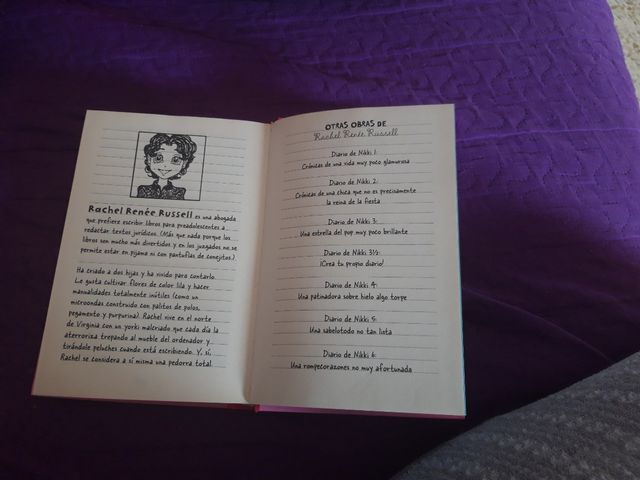 Rachel Renée Russell es una abogada
que prefiere escribir libros para preadolescentes a
redactar textos jurídicos. (Más que nada porque los
libros son mucho más divertidos y en los juzgados no se
permite estar en pijama ni con pantuflas de conejitos.)
Ha criado a dos hijas y ha vivido para contarlo.
Le gusta cultivar flores de color lila y hacer
manualidades totalmente inútiles (como un
microondas construido con palitos de polos,
pegamento y purpurina). Rachel vive en el norte
de Virginia con un yorki malcriado que cada día la
aterroriza trepando al mueble del ordenador y
tirándole peluches cuando está escribiendo. Y, sí,
Rachel se considera a sí misma una pedorra total.
OTRAS OBRAS DE
Rachel Renée Russell
Diario de Nikki 1:
Crónicas de una vida muy poco glamurosa
Diario de Nikki 2:
Crónicas de una chica que no es precisamente
la reina de la fiesta
Diario de Nikki 3:
Una estrella del pop muy poco brillante
Diario de Nikki 3½:
¡Crea tu propio diario!
Diario de Nikki 4:
Una patinadora sobre hielo algo torpe
Diario de Nikki 5:
Una sabelotodo no tan lista
Diario de Nikki 6:
Una rompecorazones no muy afortunada